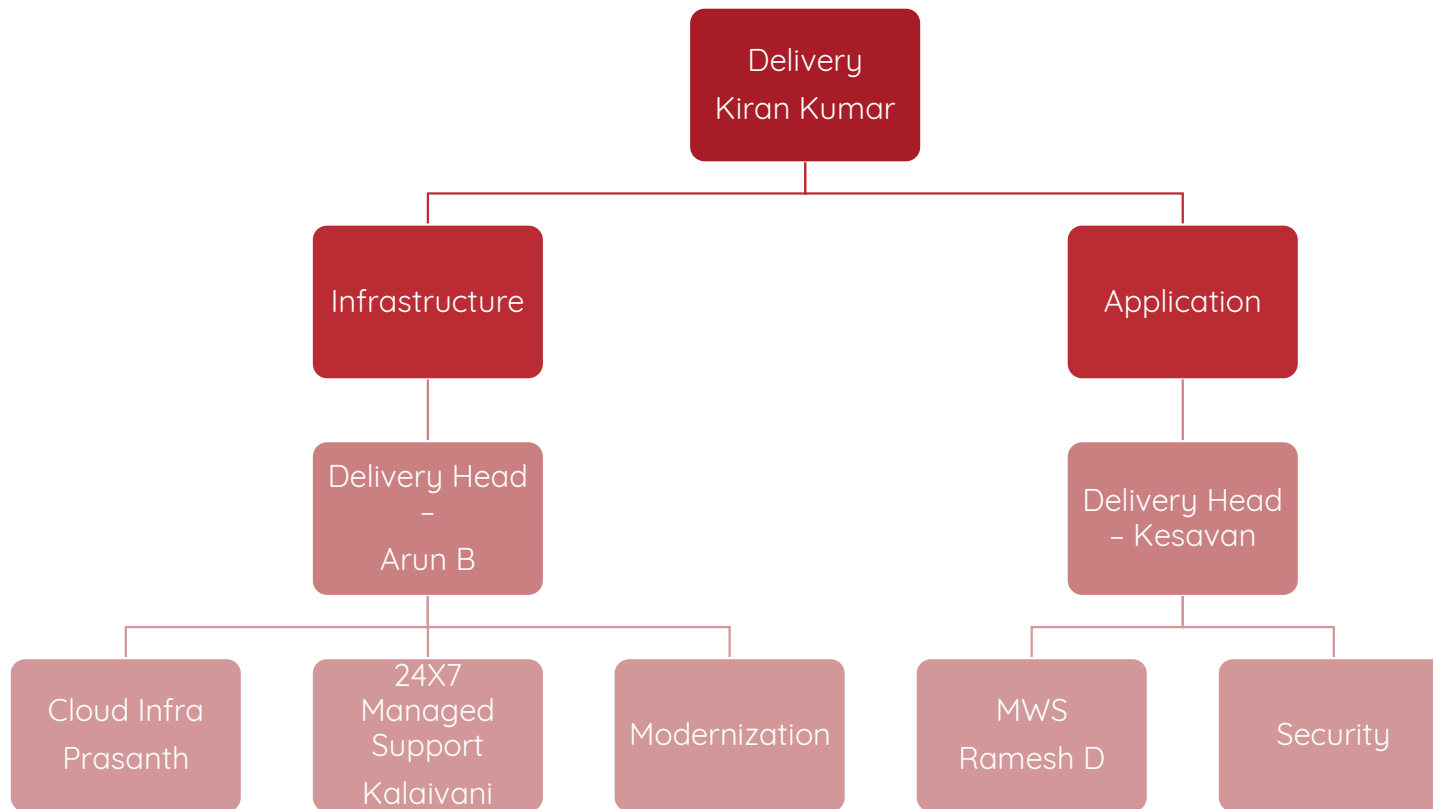 Delivery
Kiran Kumar
Infrastructure
Application
Delivery Head
–
Arun B
Delivery Head
– Kesavan
Cloud Infra
Prasanth
24X7
Managed
Support
Kalaivani
Modernization
MWS
Ramesh D
Security